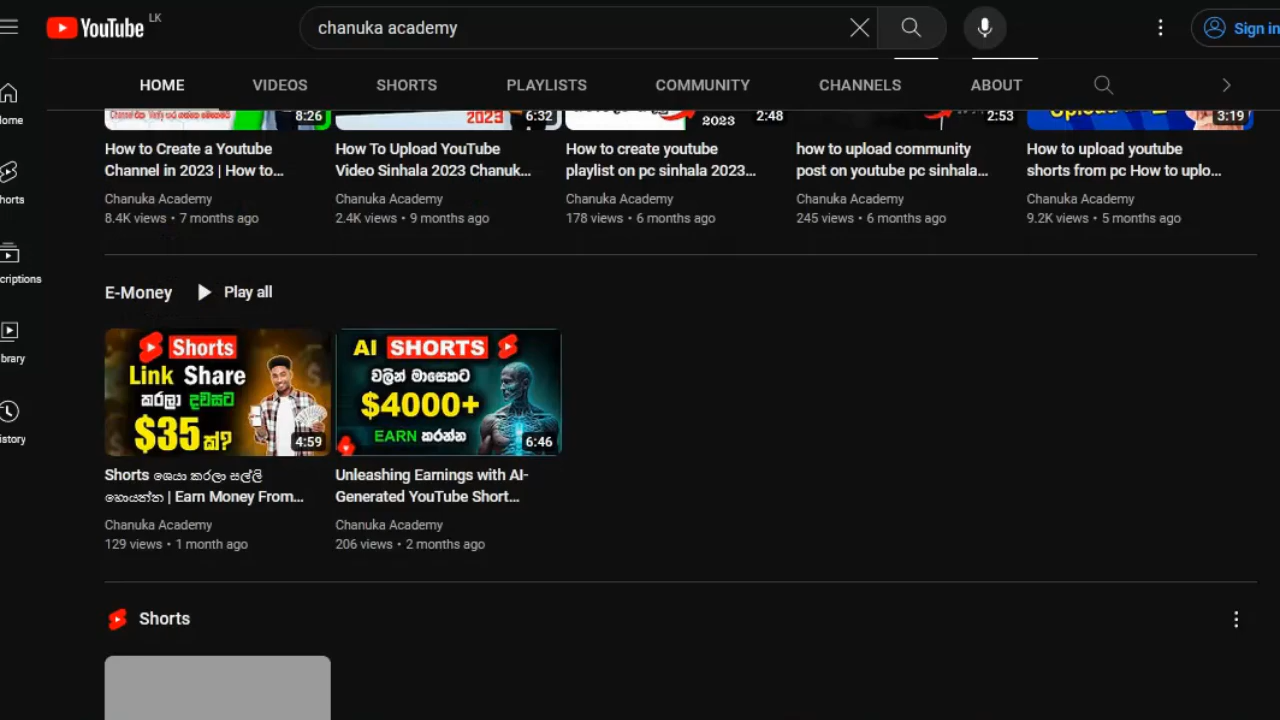 YouTube LK
chanuka academy
Sign in
HOME VIDEOS SHORTS PLAYLISTS COMMUNITY CHANNELS ABOUT
8:26 2023 6:32 2023 2:48 2:53 3:19
How to Create a Youtube
Channel in 2023 | How to...
Chanuka Academy
8.4K views • 7 months ago
How To Upload YouTube
Video Sinhala 2023 Chanuk...
Chanuka Academy
2.4K views • 9 months ago
How to create youtube
playlist on pc sinhala 2023...
Chanuka Academy
178 views • 6 months ago
how to upload community
post on youtube pc sinhala...
Chanuka Academy
245 views • 6 months ago
How to upload youtube
shorts from pc How to uplo...
Chanuka Academy
9.2K views • 5 months ago
ome
horts
criptions
brary
istory
E-Money Play all
Shorts
Link Share
කරලා දවසට
$35 ක්?
4:59
Shorts ශෙයා කරලා සල්ලි
හොයන්න | Earn Money From...
Chanuka Academy
129 views • 1 month ago
AI SHORTS
වලින් මාසෙකට
$4000+
EARN කරන්න
6:46
Unleashing Earnings with AI-
Generated YouTube Short...
Chanuka Academy
206 views • 2 months ago
Shorts